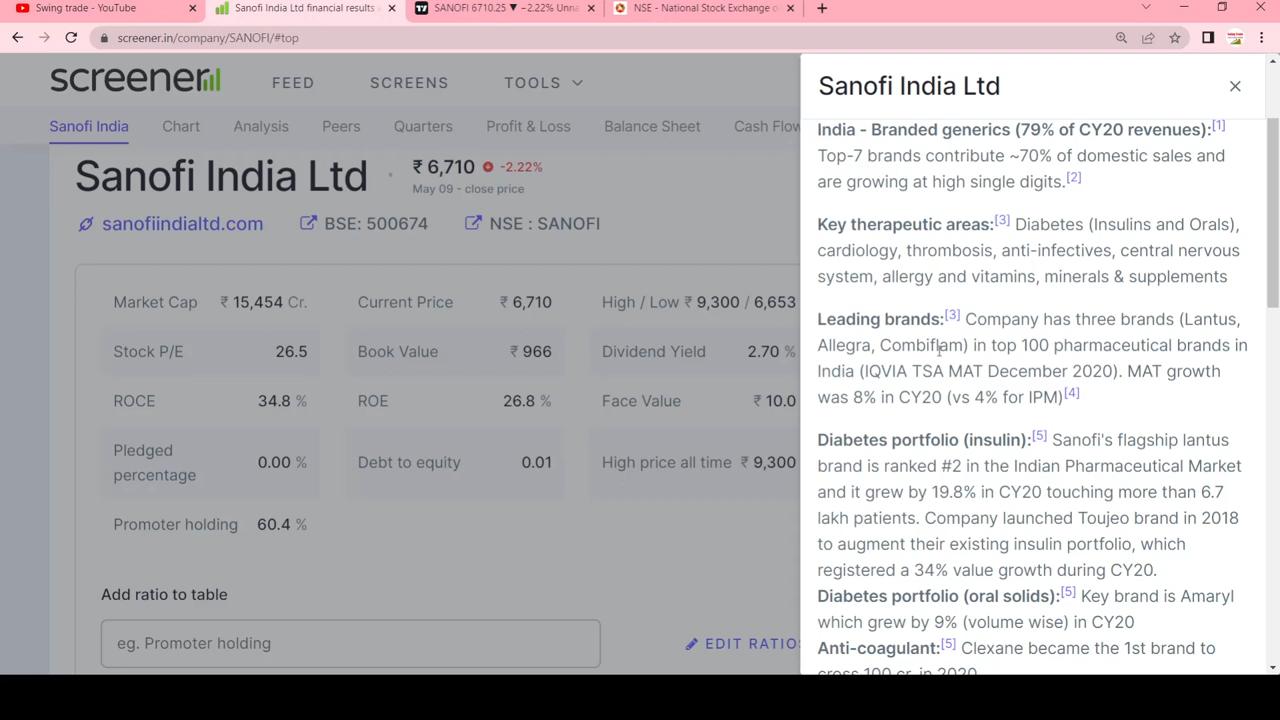 Swing trade - YouTube
Sanofi India Ltd financial results
SANOFI 6710.25 ▼ −2.22% Unna
NSE - National Stock Exchange o
screener.in/company/SANOFI/#top
screener
FEED
SCREENS
TOOLS
Sanofi India
Chart
Analysis
Peers
Quarters
Profit & Loss
Balance Sheet
Cash Flow
Sanofi India Ltd
₹ 6,710
-2.22%
May 09 - close price
sanofiindialtd.com
BSE: 500674
NSE : SANOFI
Market Cap ₹ 15,454 Cr.
Current Price ₹ 6,710
High / Low ₹ 9,300 / 6,653
Stock P/E 26.5
Book Value ₹ 966
Dividend Yield 2.70 %
ROCE 34.8 %
ROE 26.8 %
Face Value ₹ 10.0
Pledged
percentage 0.00 %
Debt to equity 0.01
High price all time ₹ 9,300
Promoter holding 60.4 %
Add ratio to table
eg. Promoter holding
EDIT RATIO
Sanofi India Ltd
India - Branded generics (79% of CY20 revenues):[1]
Top-7 brands contribute ~70% of domestic sales and
are growing at high single digits.[2]
Key therapeutic areas:[3] Diabetes (Insulins and Orals),
cardiology, thrombosis, anti-infectives, central nervous
system, allergy and vitamins, minerals & supplements
Leading brands:[3] Company has three brands (Lantus,
Allegra, Combiflam) in top 100 pharmaceutical brands in
India (IQVIA TSA MAT December 2020). MAT growth
was 8% in CY20 (vs 4% for IPM)[4]
Diabetes portfolio (insulin):[5] Sanofi's flagship lantus
brand is ranked #2 in the Indian Pharmaceutical Market
and it grew by 19.8% in CY20 touching more than 6.7
lakh patients. Company launched Toujeo brand in 2018
to augment their existing insulin portfolio, which
registered a 34% value growth during CY20.
Diabetes portfolio (oral solids):[5] Key brand is Amaryl
which grew by 9% (volume wise) in CY20
Anti-coagulant:[5] Clexane became the 1st brand to
cross 100 cr. in 2020